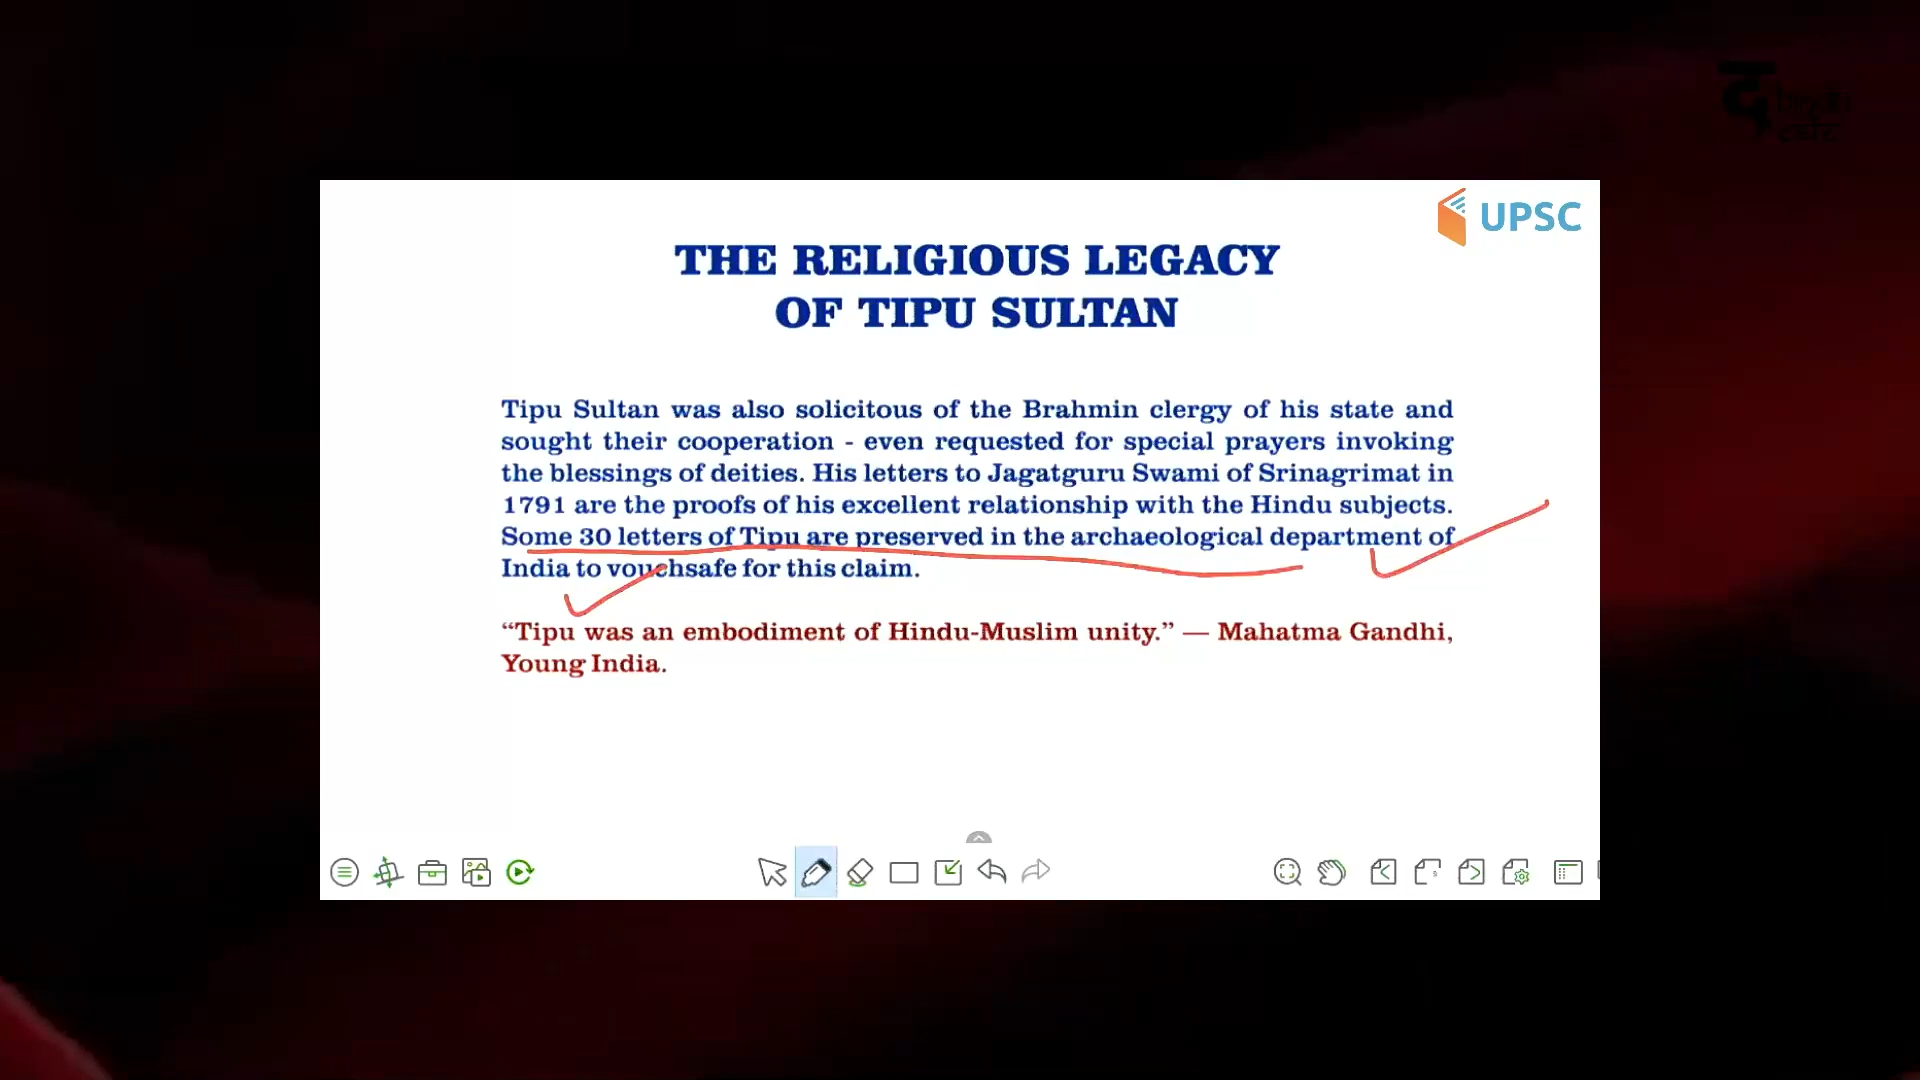 द
UPSC
THE RELIGIOUS LEGACY
OF TIPU SULTAN
Tipu Sultan was also solicitous of the Brahmin clergy of his state and
sought their cooperation - even requested for special prayers invoking
the blessings of deities. His letters to Jagatguru Swami of Srinagrimat in
1791 are the proofs of his excellent relationship with the Hindu subjects.
Some 30 letters of Tipu are preserved in the archaeological department of
India to vouchsafe for this claim.
“Tipu was an embodiment of Hindu-Muslim unity.” — Mahatma Gandhi,
Young India.